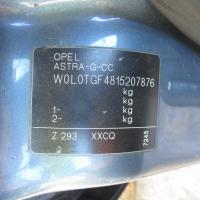 OPEL
ASTRA-G-CC
W0L0TGF4815207876
kg
kg
1- kg
2- kg
Z 293 XXCQ
7245